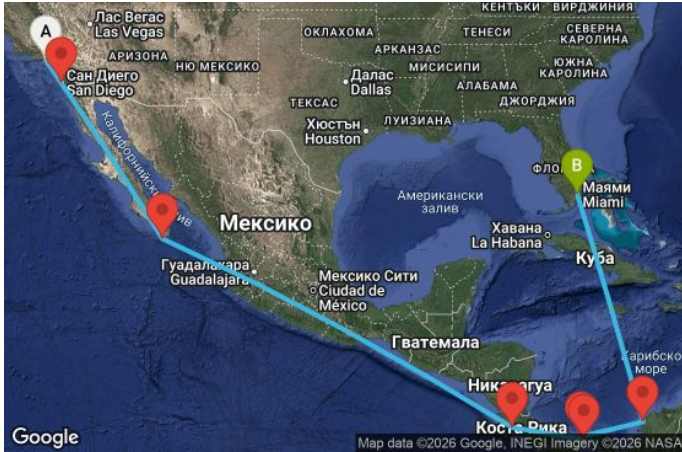 КЕНТЪКИ
ВИРДЖИНИЯ
Лас Вегас
Las Vegas
ОКЛАХОМА
ТЕНЕСИ
СЕВЕРНА
КАРОЛИНА
A
АРИЗОНА
НЮ МЕКСИКО
АРКАНЗАС
МИСИСИПИ
ЮЖНА
КАРОЛИНА
Сан Диего
San Diego
Далас
Dallas
АЛАБАМА
ТЕКСАС
ДЖОРДЖИЯ
Хюстън
Houston
ЛУИЗИАНА
B
Американски
залив
Маями
Miami
Мексико
Хавана
La Habana
Куба
Гуадалахара
Guadalajara
Мексико Сити
Ciudad de
México
Гватемала
море
Коста Рика
Google
Map data ©2026 Google, INEGI Imagery ©2026 NASA